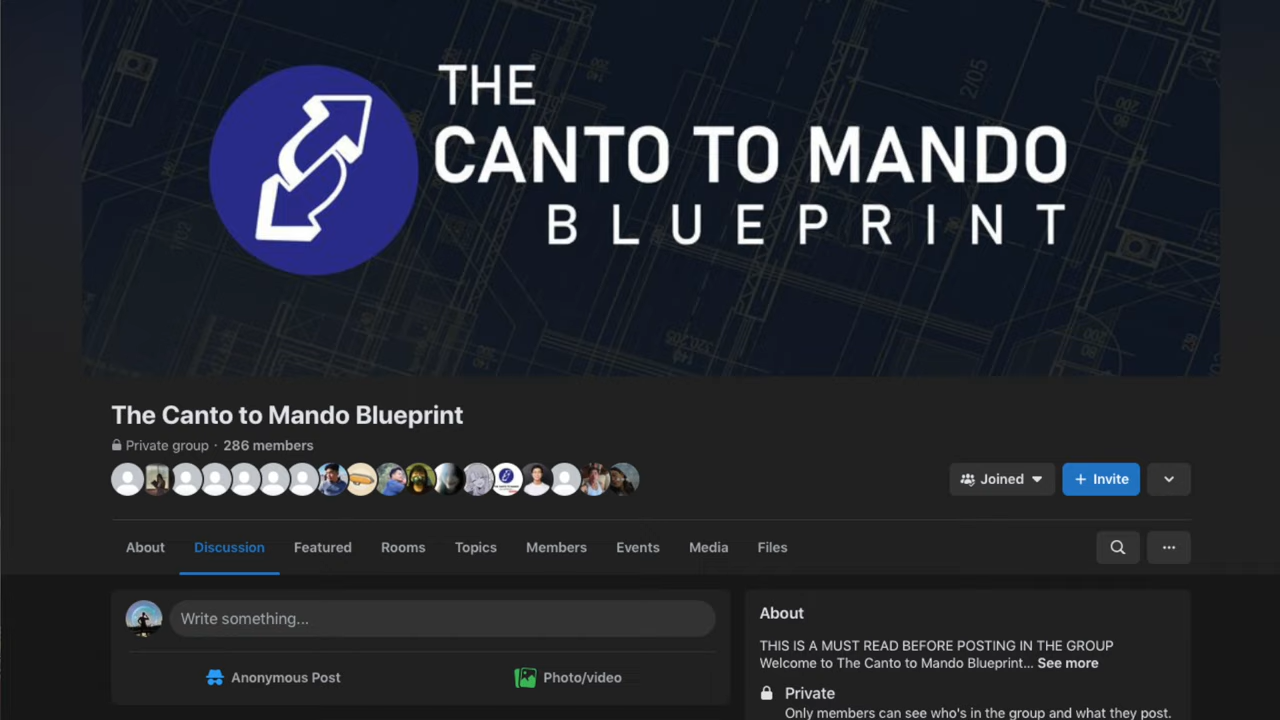 THE
CANTO TO MANDO
BLUEPRINT
The Canto to Mando Blueprint
Private group · 286 members
Joined
+ Invite
About Discussion Featured Rooms Topics Members Events Media Files
Write something...
Anonymous Post Photo/video
About
THIS IS A MUST READ BEFORE POSTING IN THE GROUP
Welcome to The Canto to Mando Blueprint... See more
Private
Only members can see who's in the group and what they post.